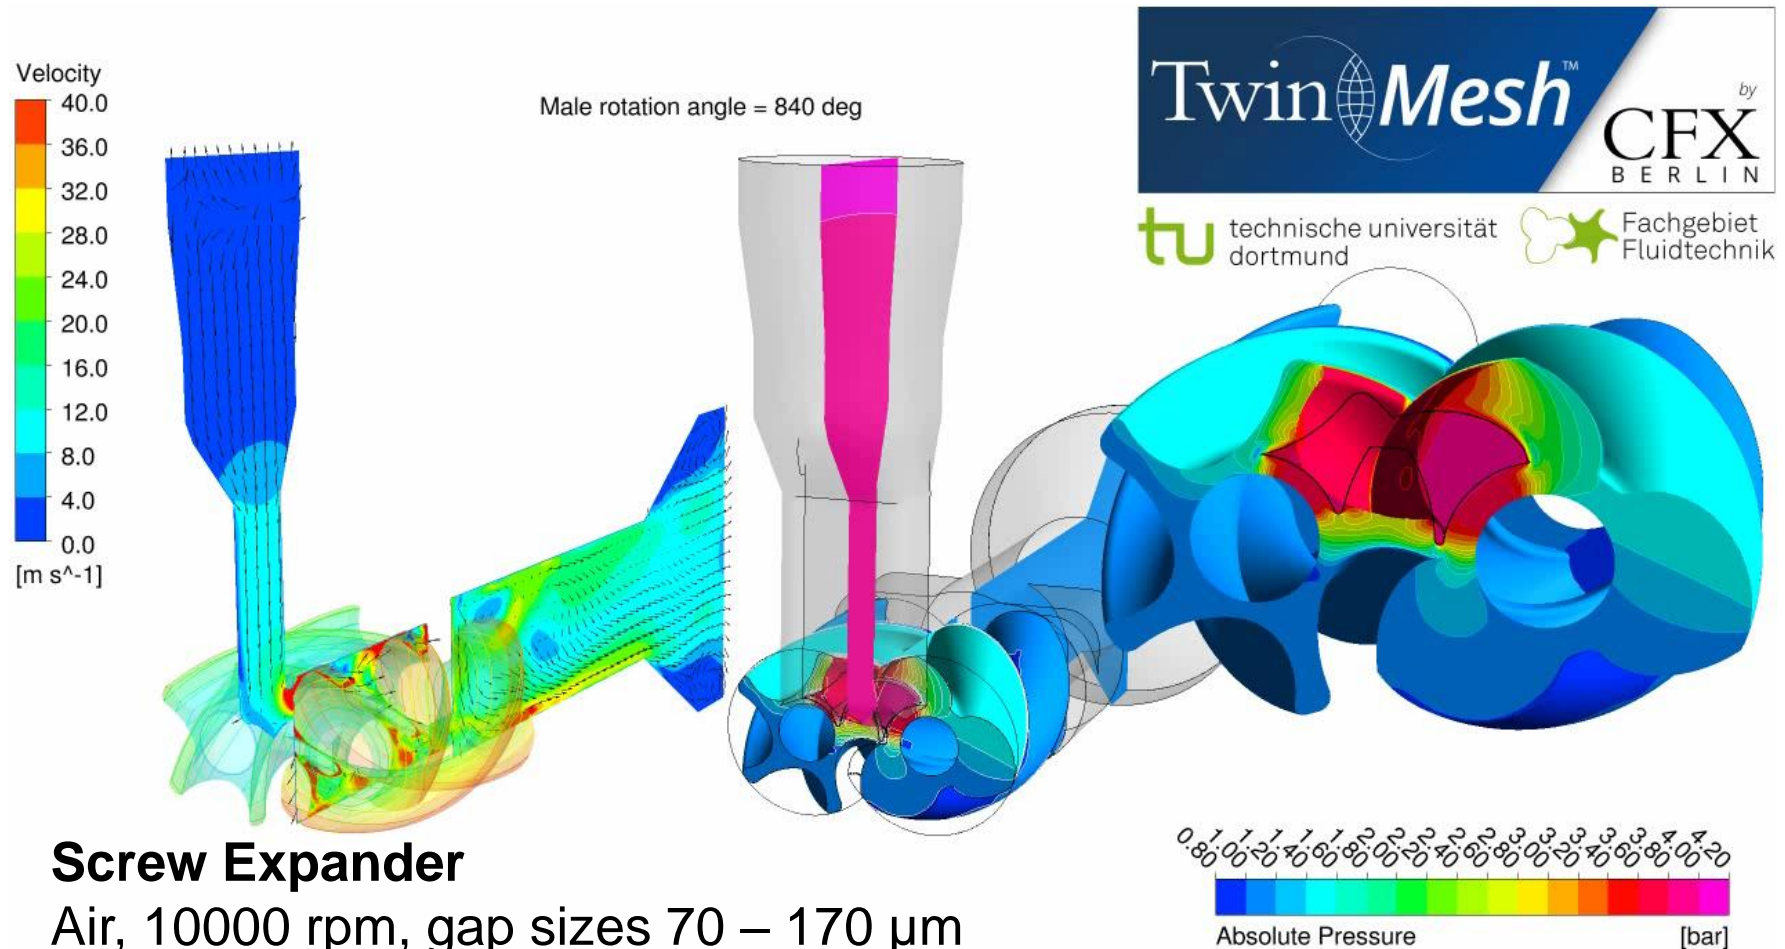 Velocity
40.0
36.0
32.0
28.0
24.0
20.0
16.0
12.0
8.0
4.0
0.0
[m s^-1]
Male rotation angle = 840 deg
TwinMesh™
by
CFX
BERLIN
tu technische universität
dortmund
Fachgebiet
Fluidtechnik
Screw Expander
Air, 10000 rpm, gap sizes 70 – 170 µm
0.80 1.00 1.20 1.40 1.60 1.80 2.00 2.20 2.40 2.60 2.80 3.00 3.20 3.40 3.60 3.80 4.00 4.20
Absolute Pressure [bar]